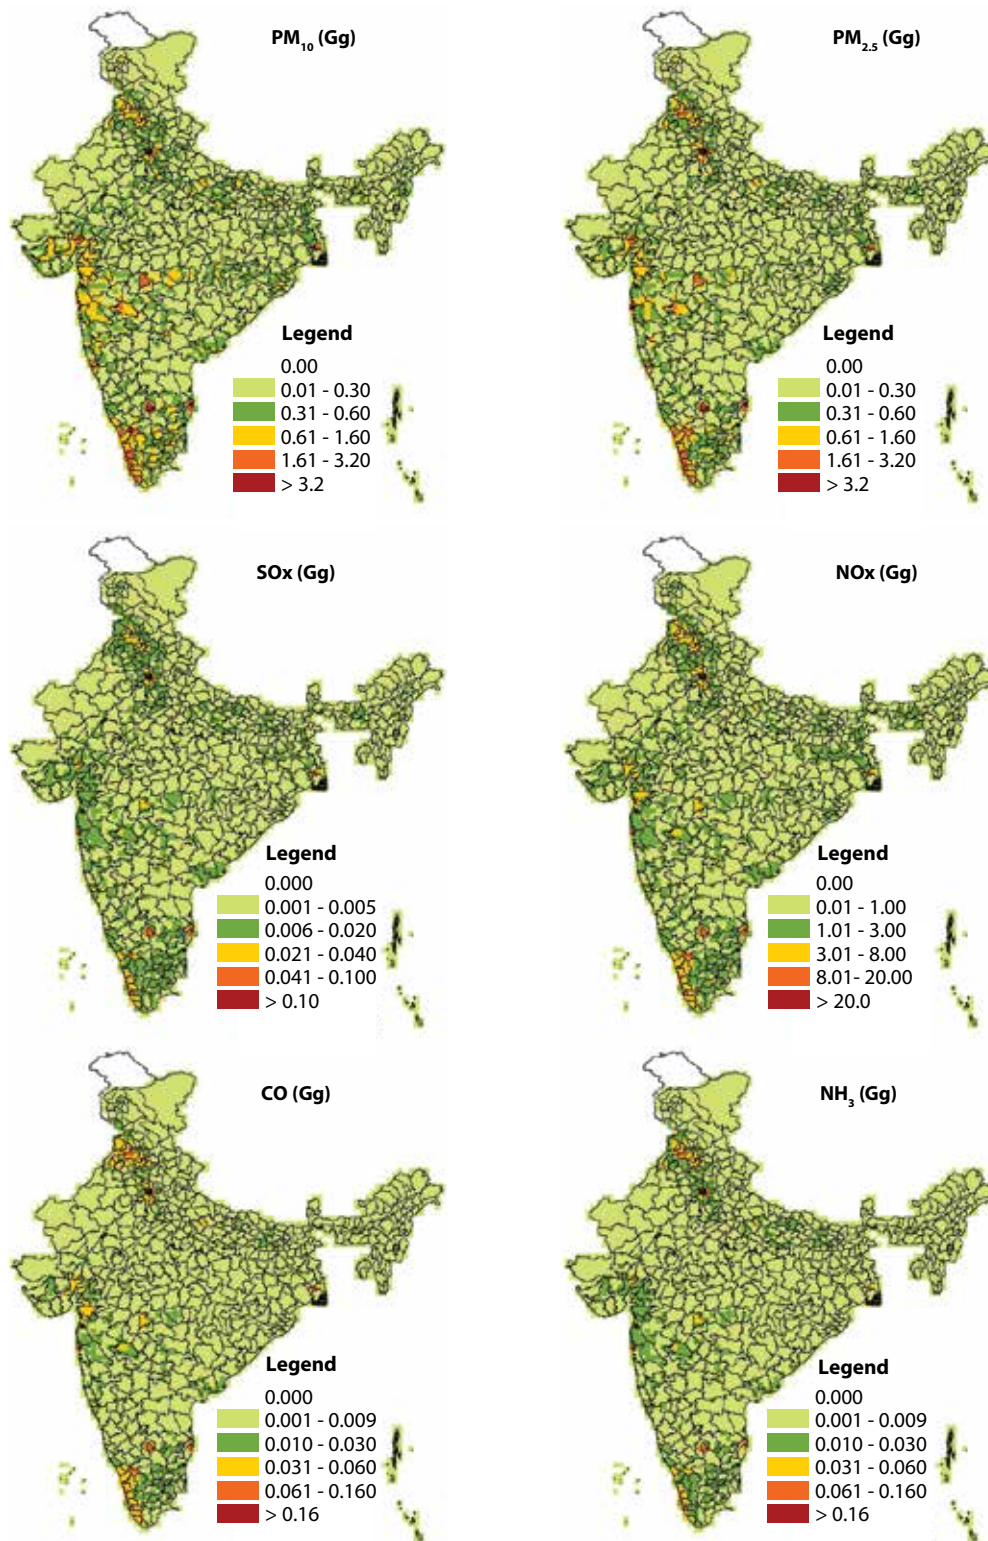 PM10 (Gg)
Legend
0.00
0.01 - 0.30
0.31 - 0.60
0.61 - 1.60
1.61 - 3.20
> 3.2
PM2.5 (Gg)
Legend
0.00
0.01 - 0.30
0.31 - 0.60
0.61 - 1.60
1.61 - 3.20
> 3.2
SOx (Gg)
Legend
0.000
0.001 - 0.005
0.006 - 0.020
0.021 - 0.040
0.041 - 0.100
> 0.10
NOx (Gg)
Legend
0.00
0.01 - 1.00
1.01 - 3.00
3.01 - 8.00
8.01- 20.00
> 20.0
CO (Gg)
Legend
0.000
0.001 - 0.009
0.010 - 0.030
0.031 - 0.060
0.061 - 0.160
> 0.16
NH3 (Gg)
Legend
0.000
0.001 - 0.009
0.010 - 0.030
0.031 - 0.060
0.061 - 0.160
> 0.16